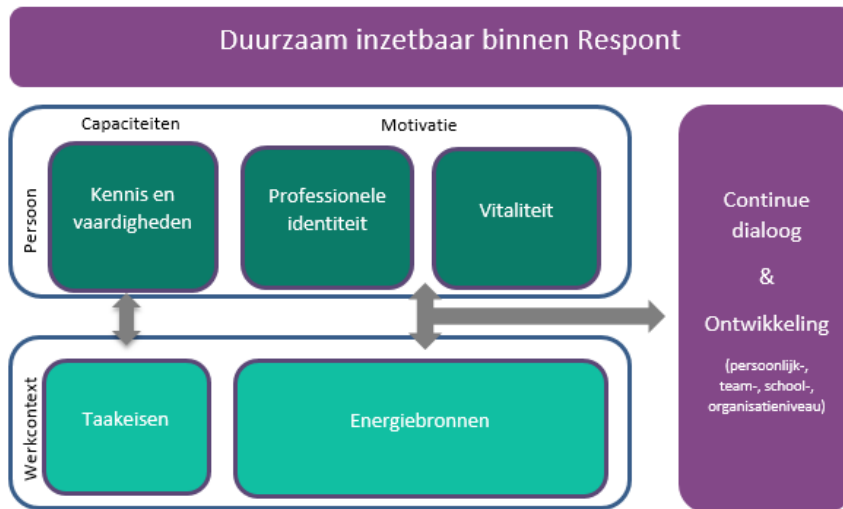 Duurzaam inzetbaar binnen Respont
Capaciteiten
Motivatie
Persoon
Kennis en
vaardigheden
Professionele
identiteit
Vitaliteit
Werkcontext
Taakeisen
Energiebronnen
Continue
dialoog
&
Ontwikkeling
(persoonlijk-,
team-, school-,
organisatieniveau)